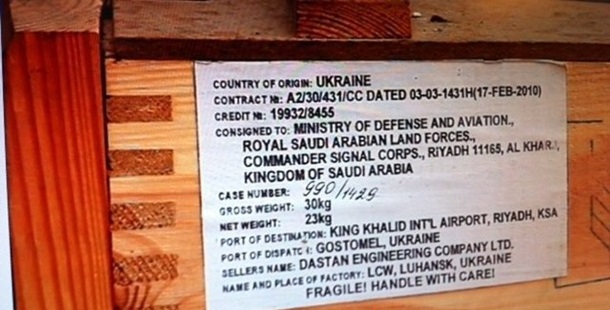 COUNTRY OF ORIGIN: UKRAINE
CONTRACT №: A2/30/431/CC DATED 03-03-1431H(17-FEB-2010)
CREDIT №: 19932/8455
CONSIGNED TO: MINISTRY OF DEFENSE AND AVIATION.,
ROYAL SAUDI ARABIAN LAND FORCES.,
COMMANDER SIGNAL CORPS., RIYADH 11165, AL KHARJ.,
KINGDOM OF SAUDI ARABIA
CASE NUMBER: 990/1429
GROSS WEIGHT: 30kg
NET WEIGHT: 23kg
PORT OF DESTINATION: KING KHALID INT'L AIRPORT, RIYADH, KSA
PORT OF DISPATC : GOSTOMEL, UKRAINE
SELLERS NAME: DASTAN ENGINEERING COMPANY LTD.
NAME AND PLACE OF FACTORY: LCW, LUHANSK, UKRAINE
FRAGILE! HANDLE WITH CARE!